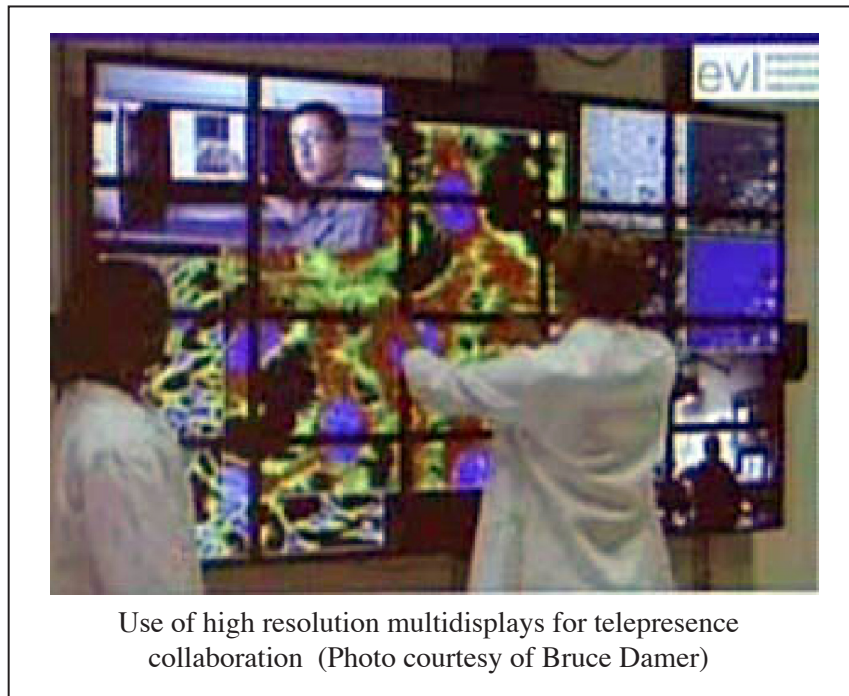 evl
Use of high resolution multidisplays for telepresence
collaboration (Photo courtesy of Bruce Damer)